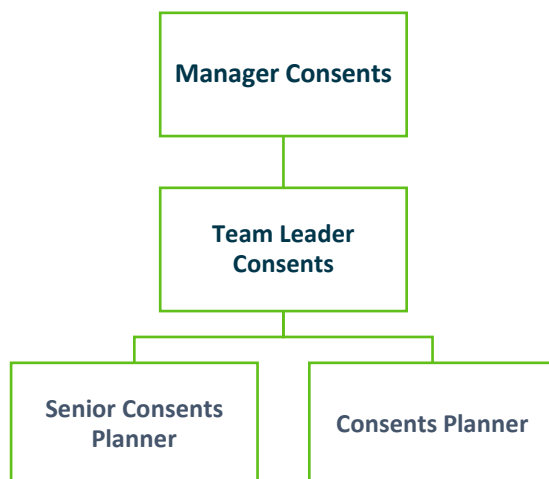 Manager Consents
Team Leader
Consents
Senior Consents
Planner
Consents Planner